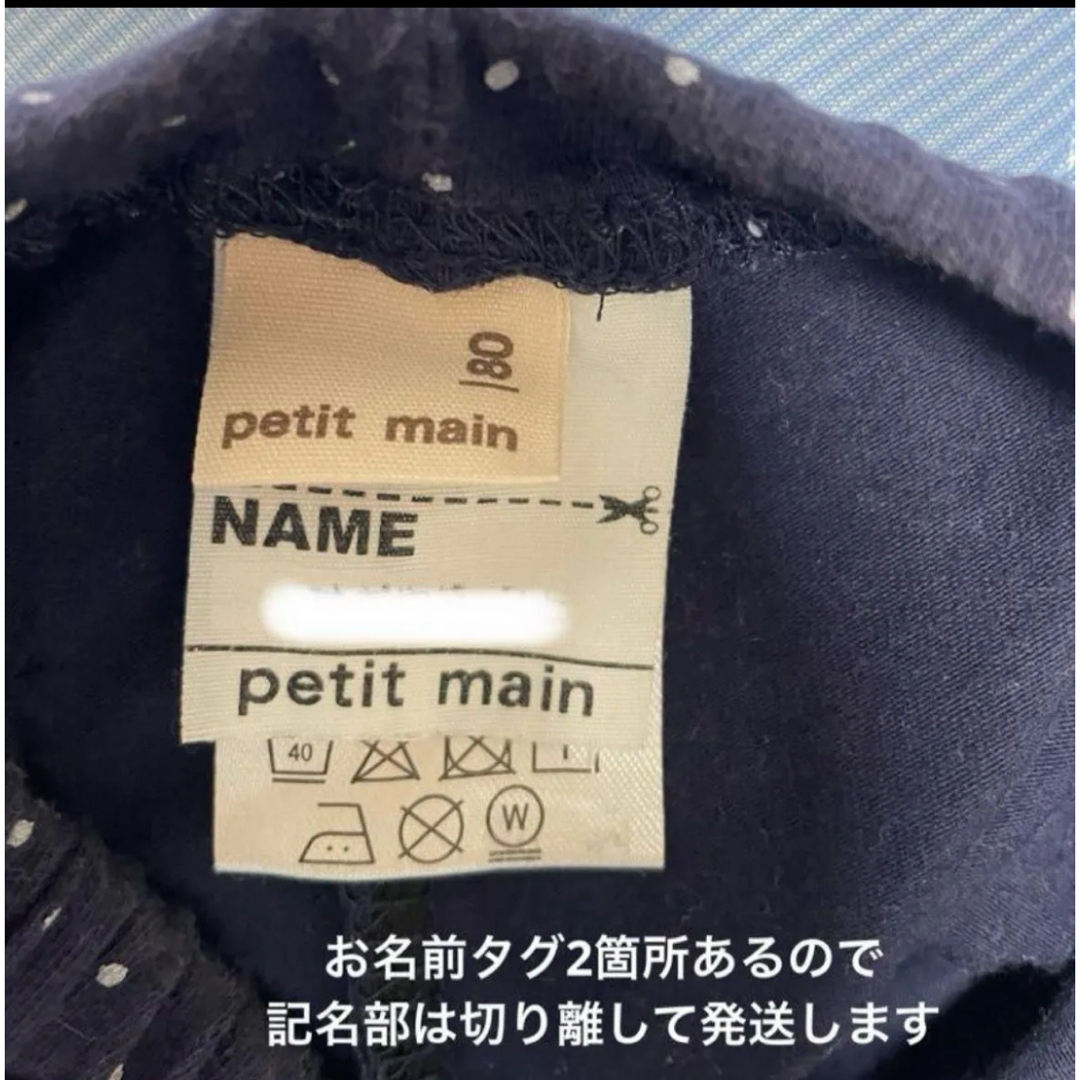 80
petit main
NAME
petit main
40
W
お名前タグ2箇所あるので
記名部は切り離して発送します